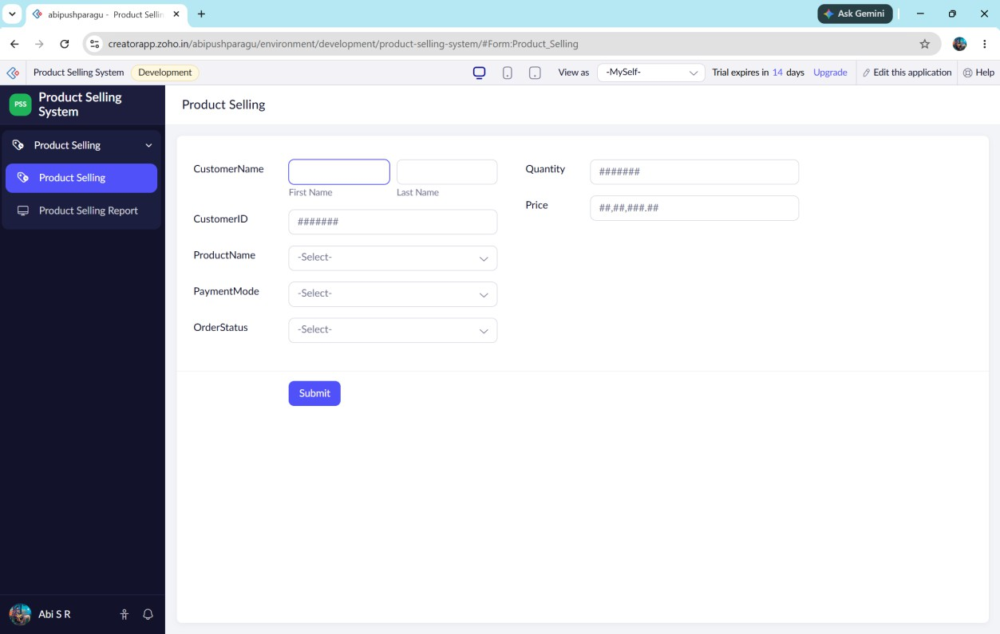 abipushparagu - Product Sellin
Ask Gemini
creatorapp.zoho.in/abipushparagu/environment/development/product-selling-system/#Form:Product_Selling
Product Selling System
Development
View as
-MySelf-
Trial expires in 14 days
Upgrade
Edit this application
Help
PSS
Product Selling
System
Product Selling
Product Selling
Product Selling Report
Abi S R
Product Selling
CustomerName
First Name
Last Name
CustomerID
#######
ProductName
-Select-
PaymentMode
-Select-
OrderStatus
-Select-
Quantity
#######
Price
##,##,###.##
Submit